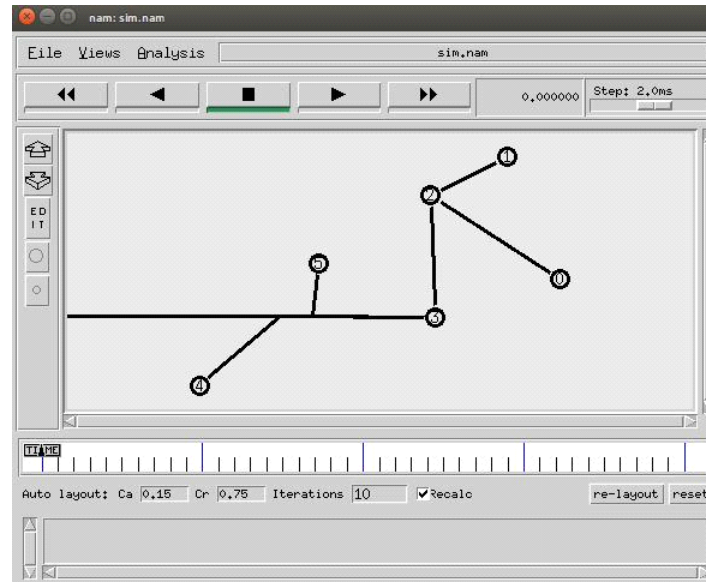 nam: sim.nam
File Views Analysis sim.nam
0.000000 Step: 2.0ms
ED
IT
1
2
5
0
3
4
TIME
Auto layout: Ca 0.15 Cr 0.75 Iterations 10 Recalc re-layout reset